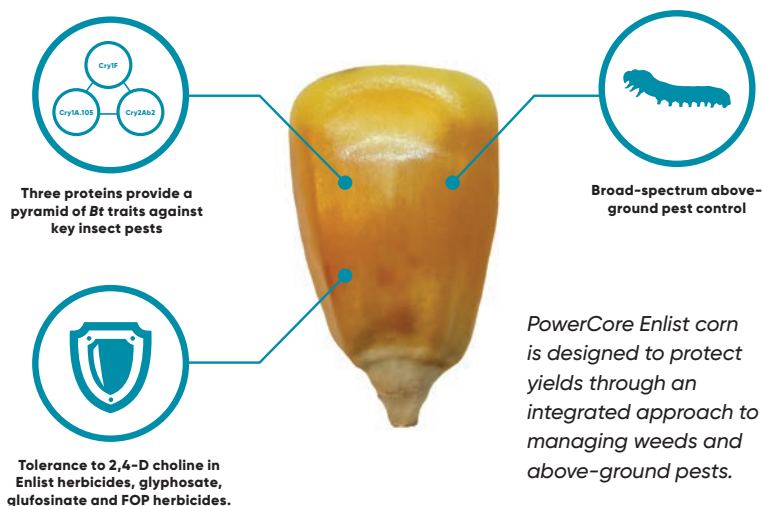 Cry1F
Cry1A.105
Cry2Ab2
Three proteins provide a
pyramid of Bt traits against
key insect pests
Broad-spectrum above-
ground pest control
Tolerance to 2,4-D choline in
Enlist herbicides, glyphosate,
glufosinate and FOP herbicides.
PowerCore Enlist corn
is designed to protect
yields through an
integrated approach to
managing weeds and
above-ground pests.